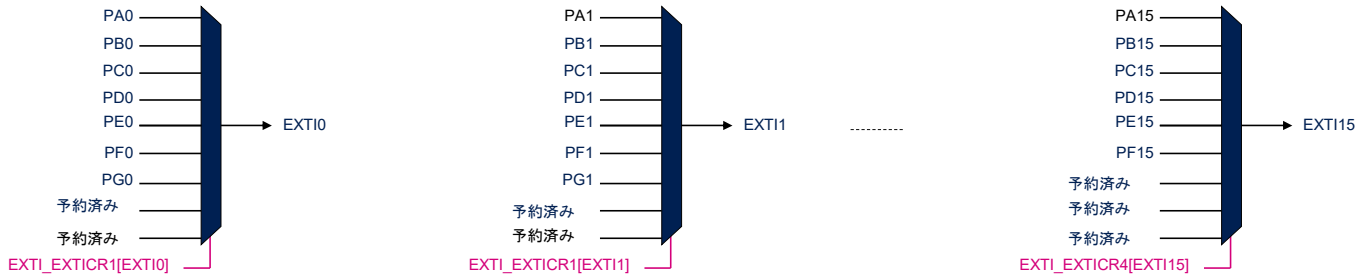 PA0
PB0
PC0
PD0
PE0
PF0
PG0
予約済み
予約済み
EXTI0
EXTI_EXTICR1[EXTI0]
PA1
PB1
PC1
PD1
PE1
PF1
PG1
予約済み
予約済み
EXTI1
EXTI_EXTICR1[EXTI1]
PA15
PB15
PC15
PD15
PE15
PF15
予約済み
予約済み
予約済み
EXTI15
EXTI_EXTICR4[EXTI15]